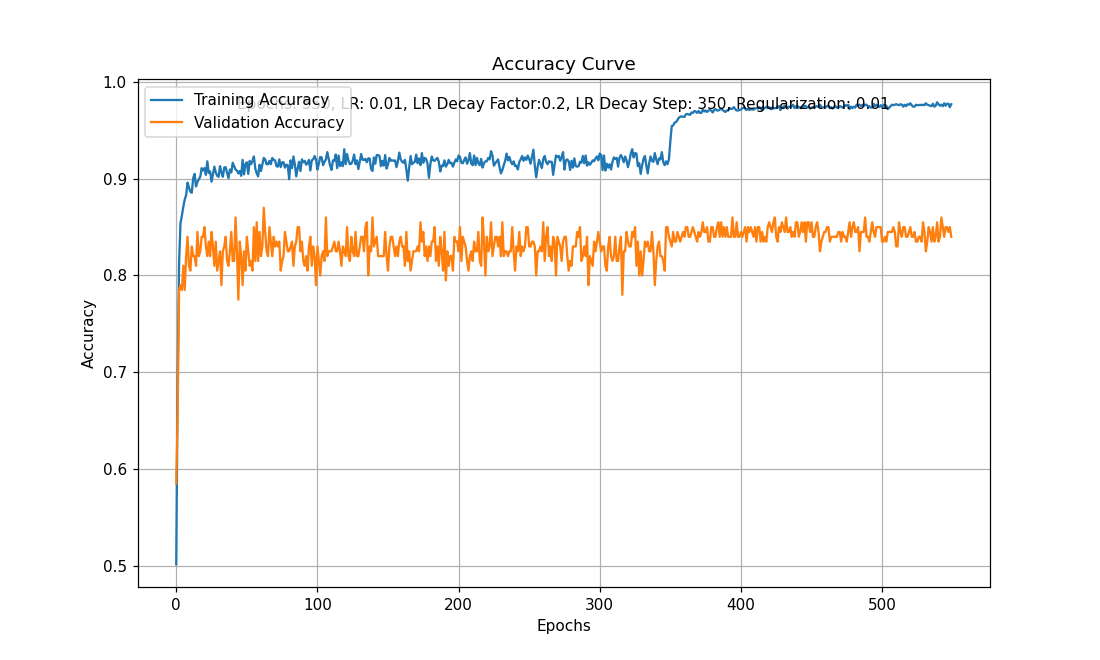 Accuracy Curve
Epochs: 550, LR: 0.01, LR Decay Factor:0.2, LR Decay Step: 350, Regularization: 0.01
Training Accuracy
Validation Accuracy
1.0
0.9
0.8
0.7
0.6
0.5
Accuracy
0
100
200
300
400
500
Epochs